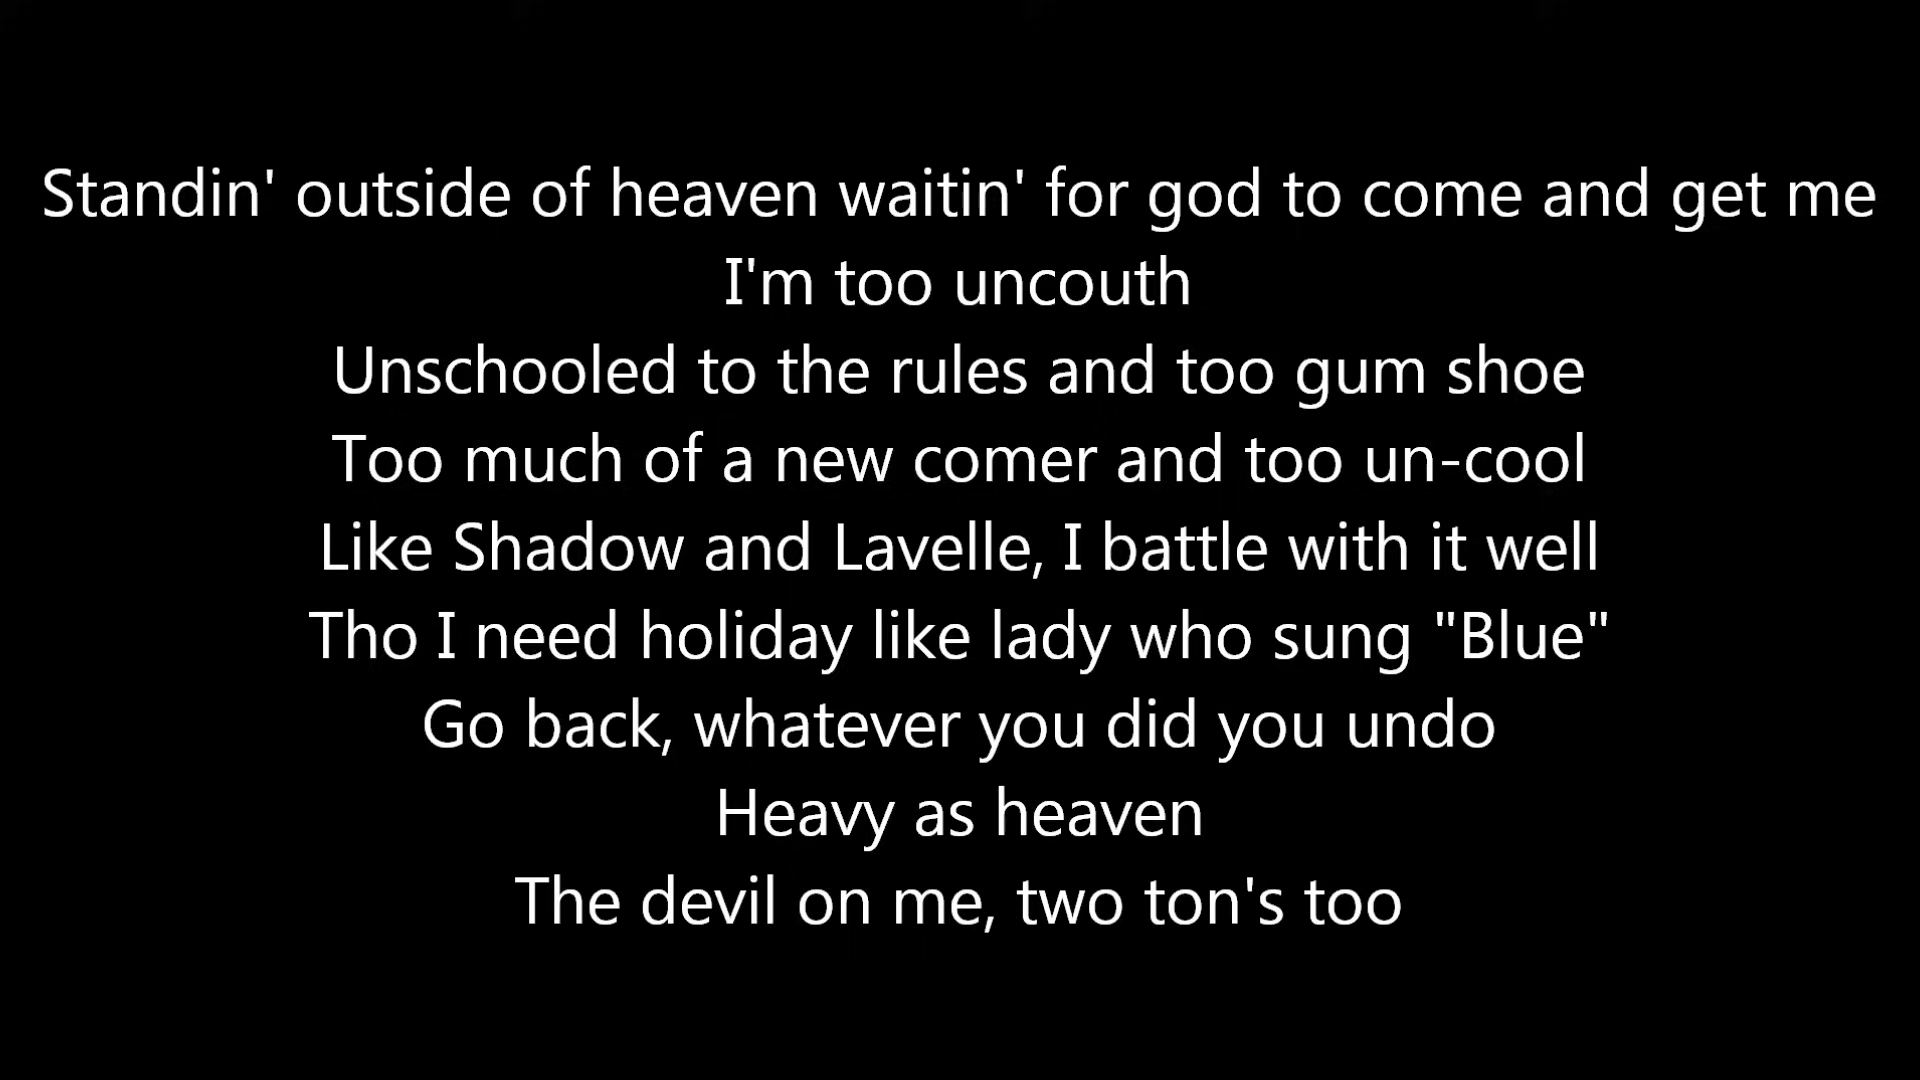 Standin' outside of heaven waitin' for god to come and get me
I'm too uncouth
Unschooled to the rules and too gum shoe
Too much of a new comer and too un-cool
Like Shadow and Lavelle, I battle with it well
Tho I need holiday like lady who sung "Blue"
Go back, whatever you did you undo
Heavy as heaven
The devil on me, two ton's too